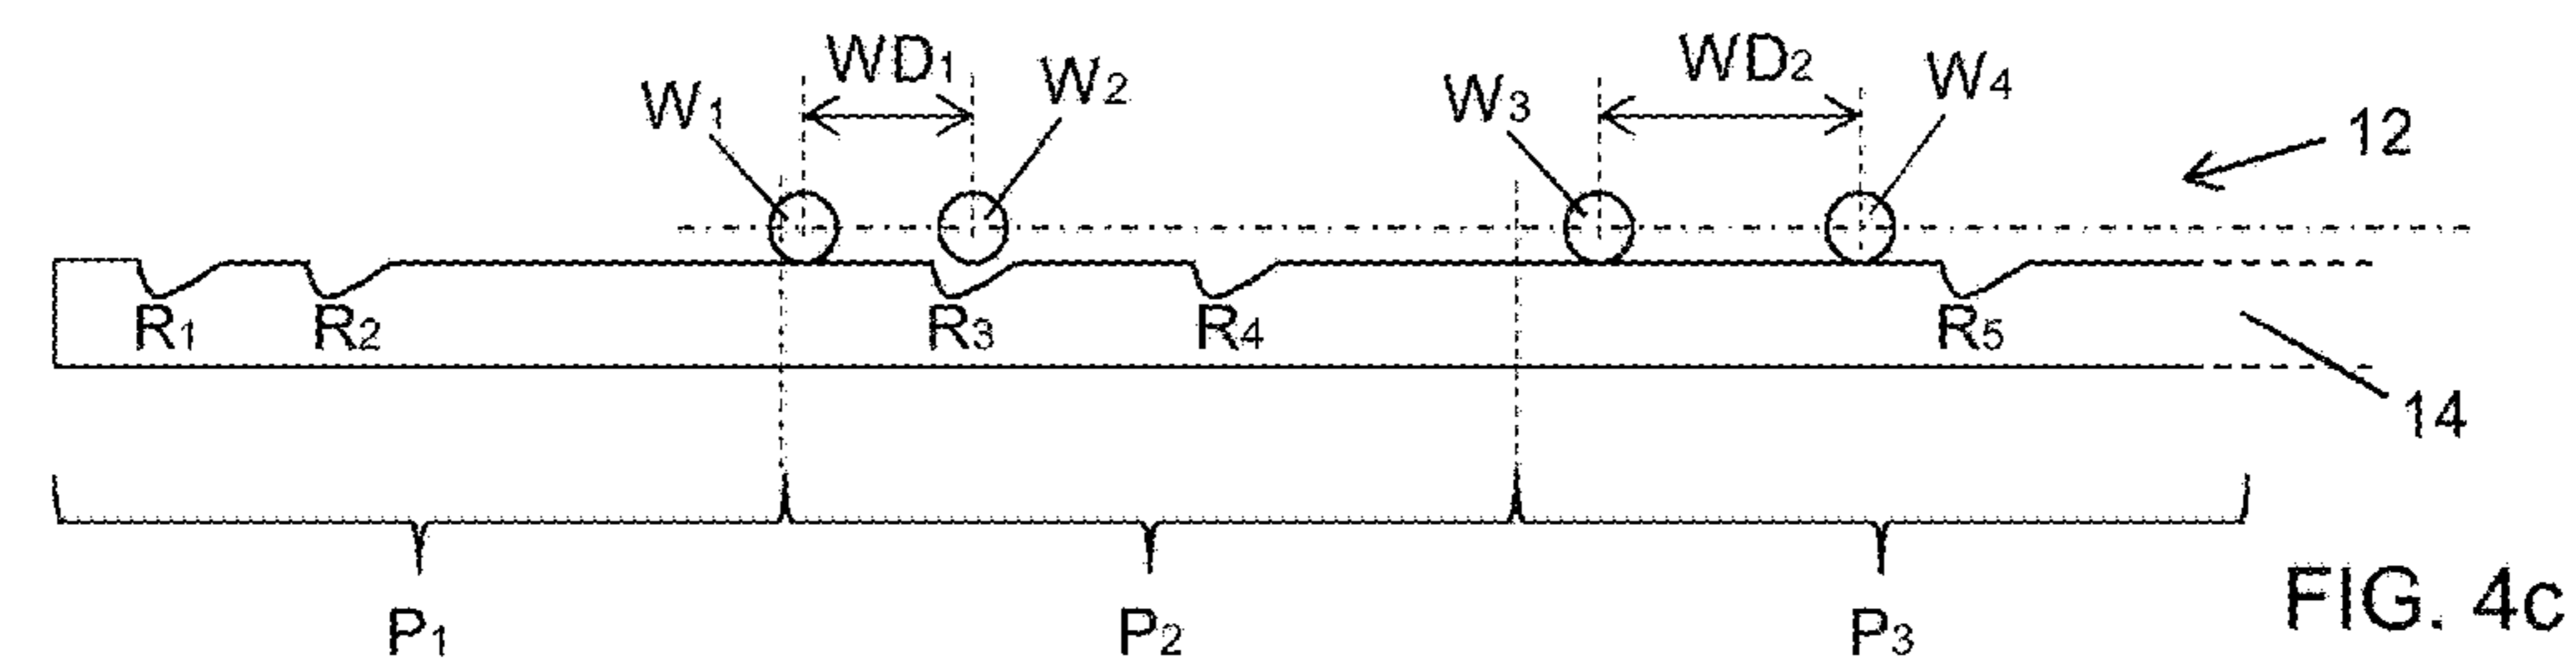 WD₁ WD₂
W₁ W₂ W₃ W₄ 12
R₁ R₂ R₃ R₄ R₅
14
P₁ P₂ P₃
FIG. 4c